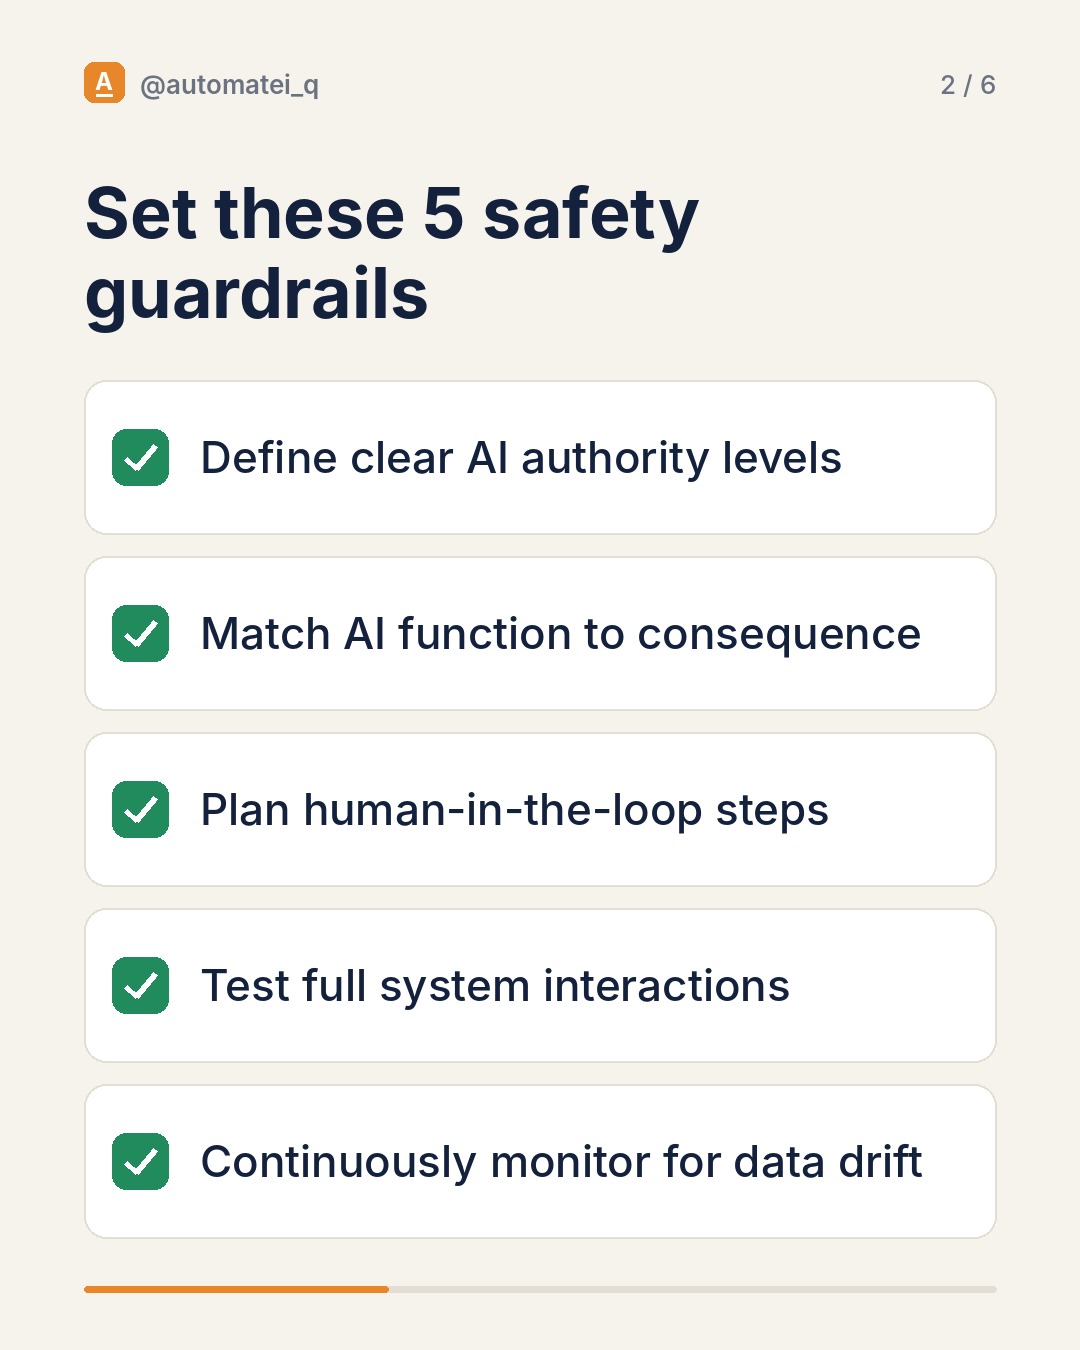 A
@automatei_q
2 / 6
Set these 5 safety
guardrails
Define clear AI authority levels
Match AI function to consequence
Plan human-in-the-loop steps
Test full system interactions
Continuously monitor for data drift